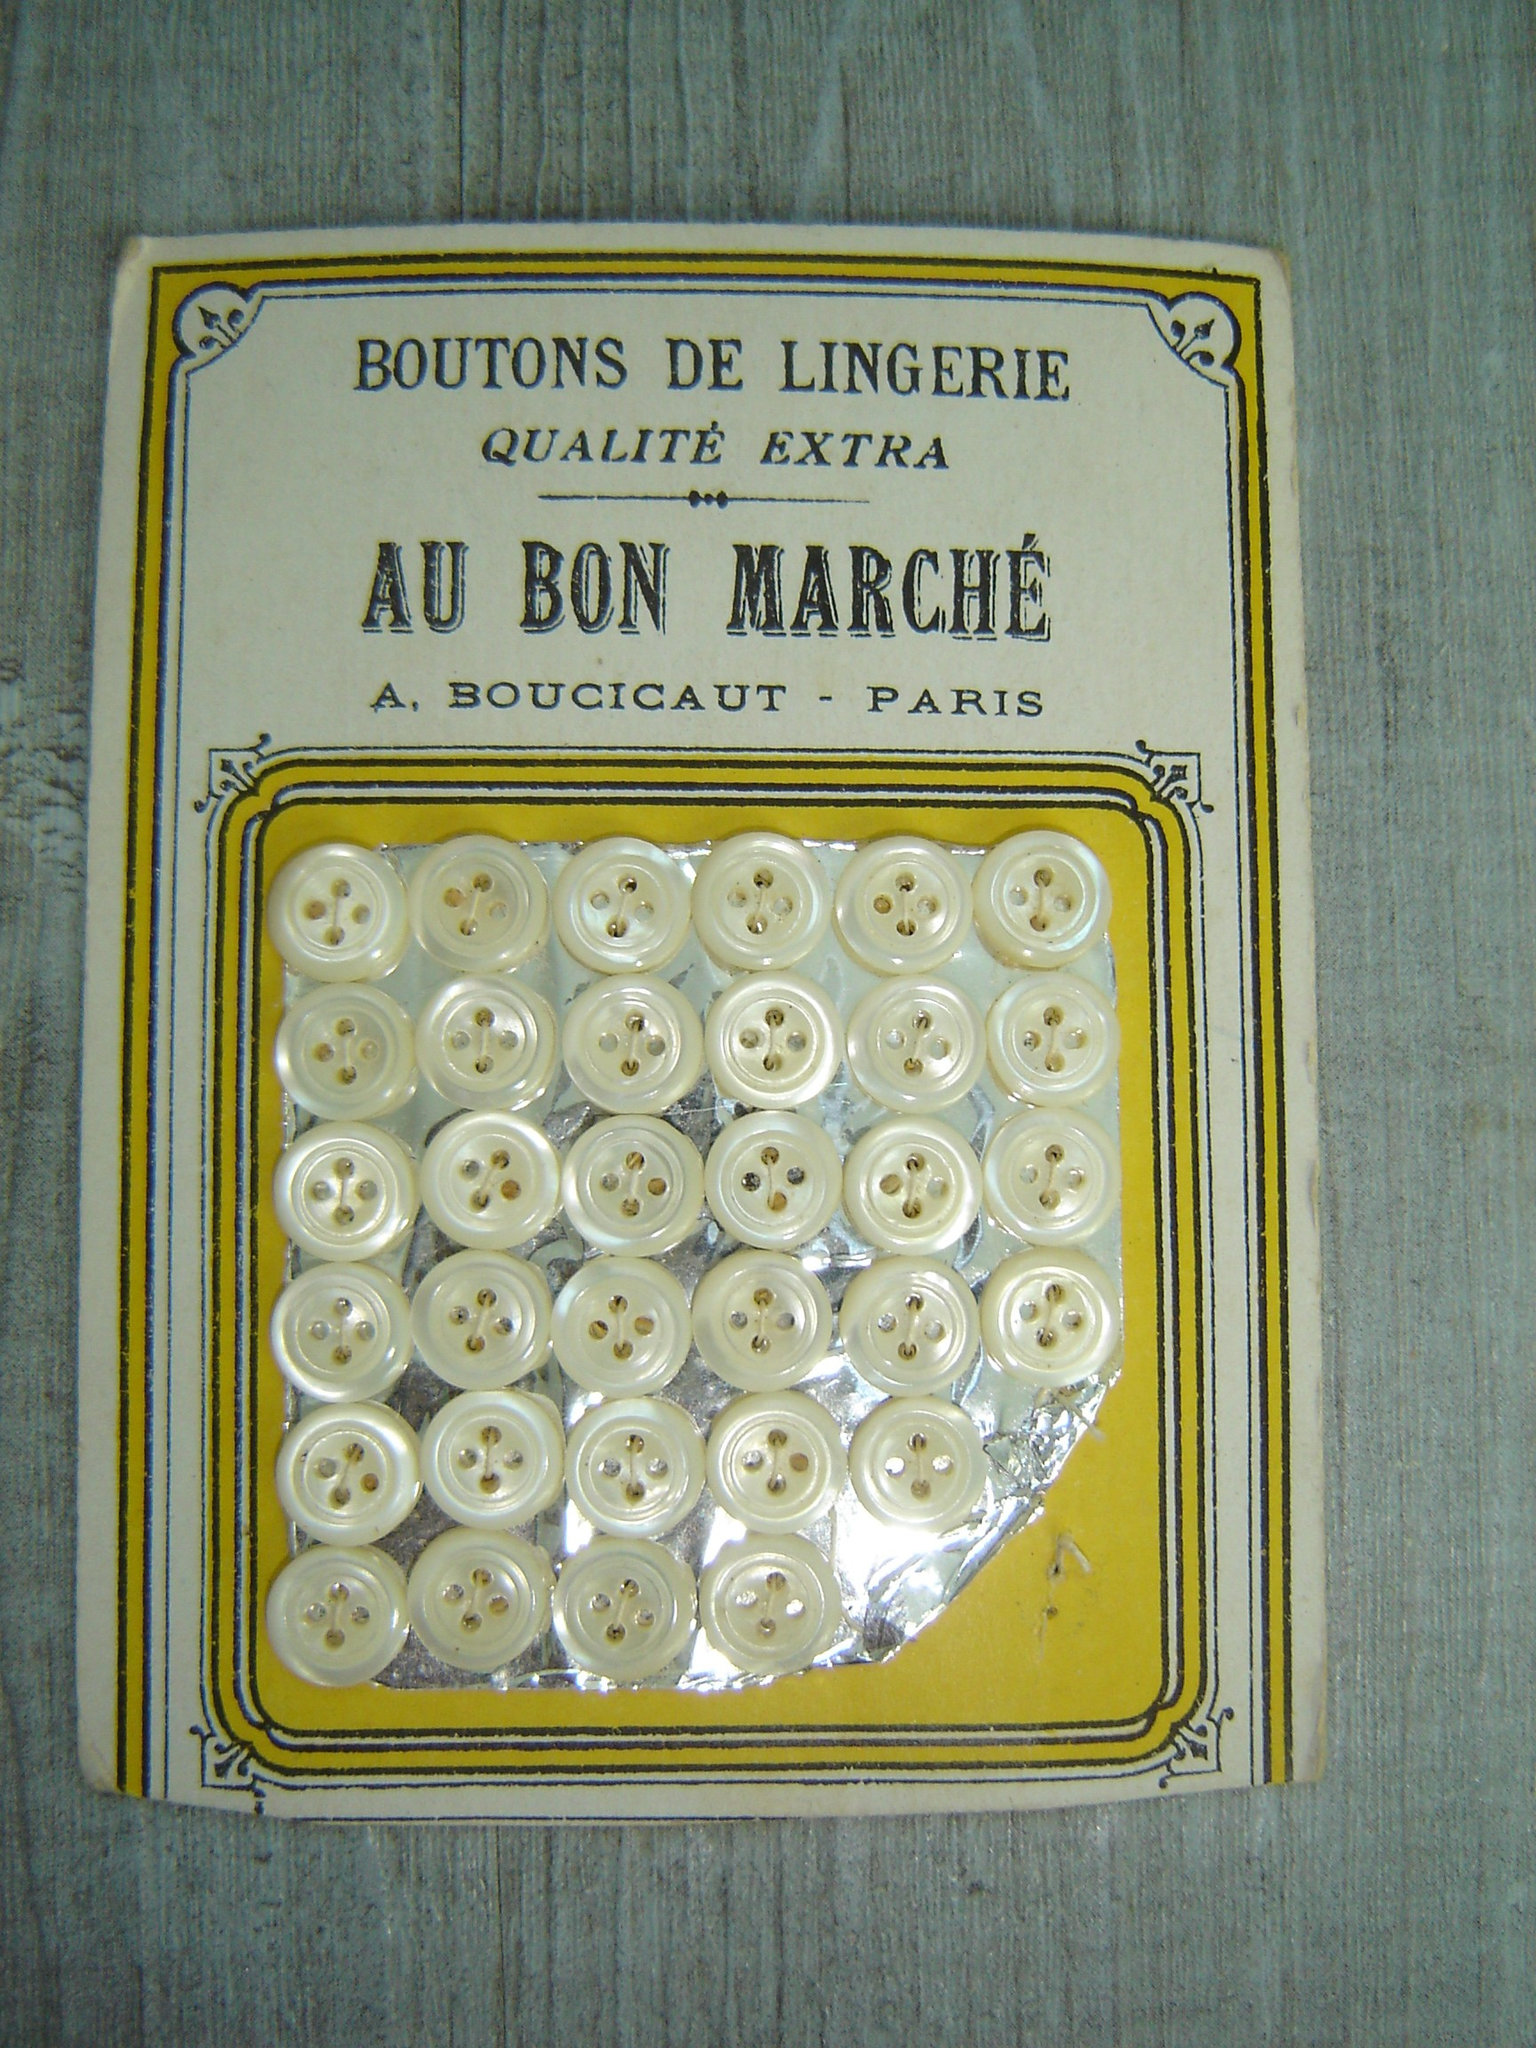 BOUTONS DE LINGERIE
QUALITÉ EXTRA
AU BON MARCHÉ
A. BOUCICAUT - PARIS